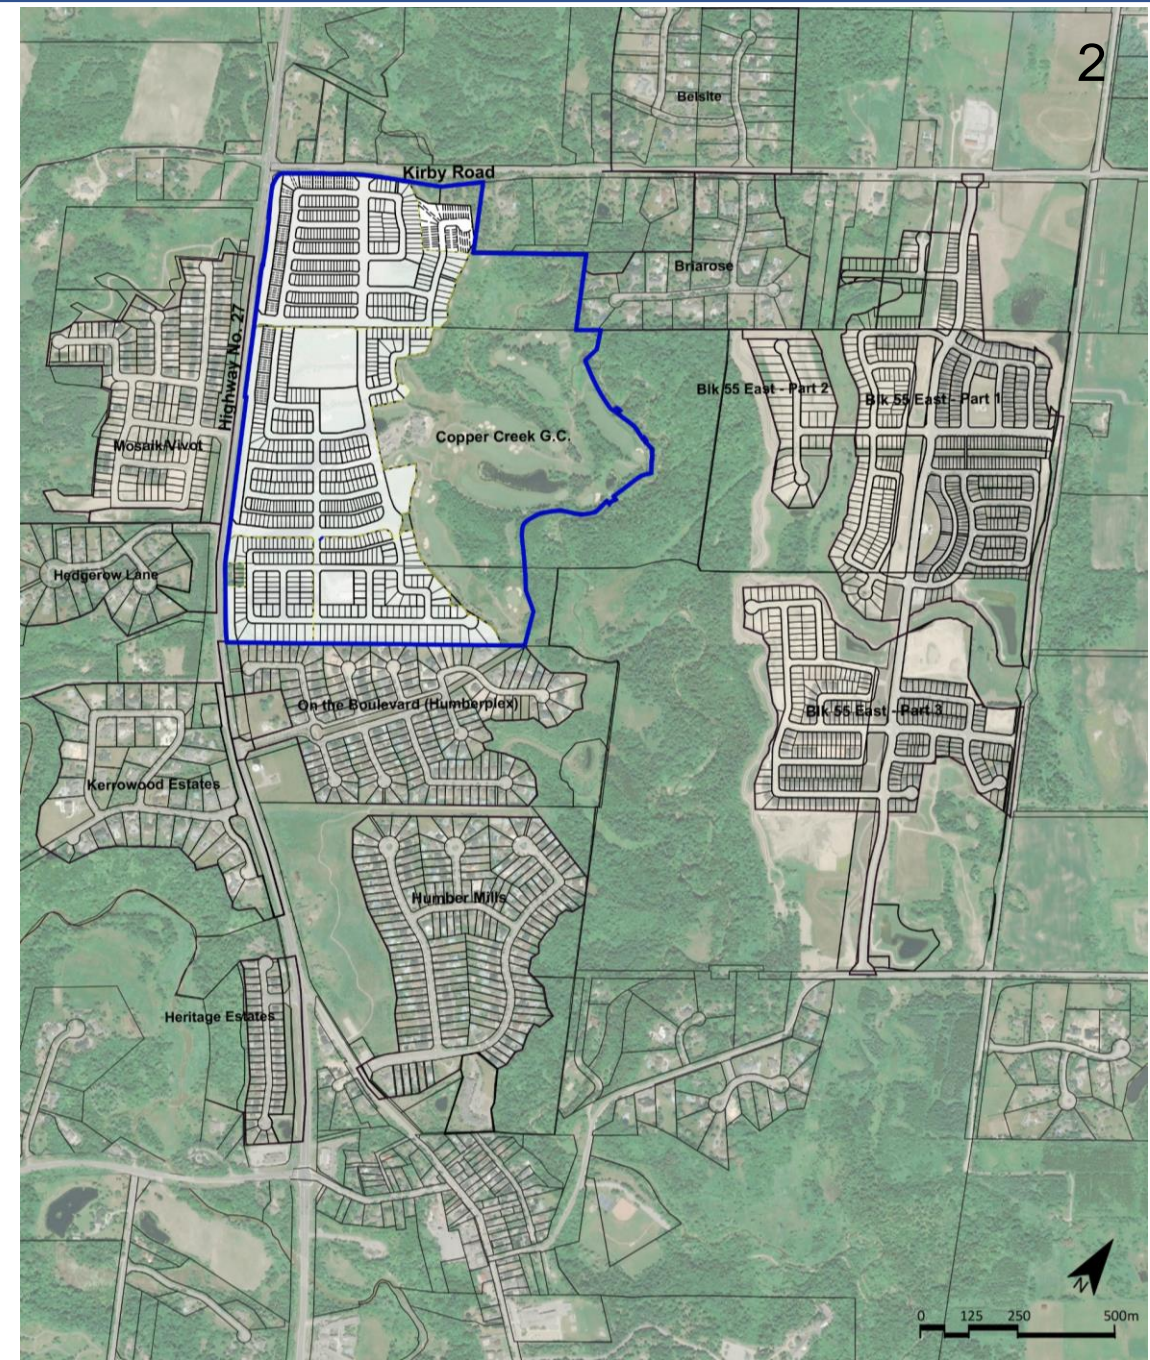 2
Belsite
Kirby Road
Briarose
Highway No. 27
Blk 55 East - Part 2
Blk 55 East - Part 1
Mosaik/Vivot
Copper Creek G.C.
Hedgerow Lane
On the Boulevard (Humberplex)
Blk 55 East - Part 3
Kerrowood Estates
Humber Mills
Heritage Estates
N
0 125 250 500m